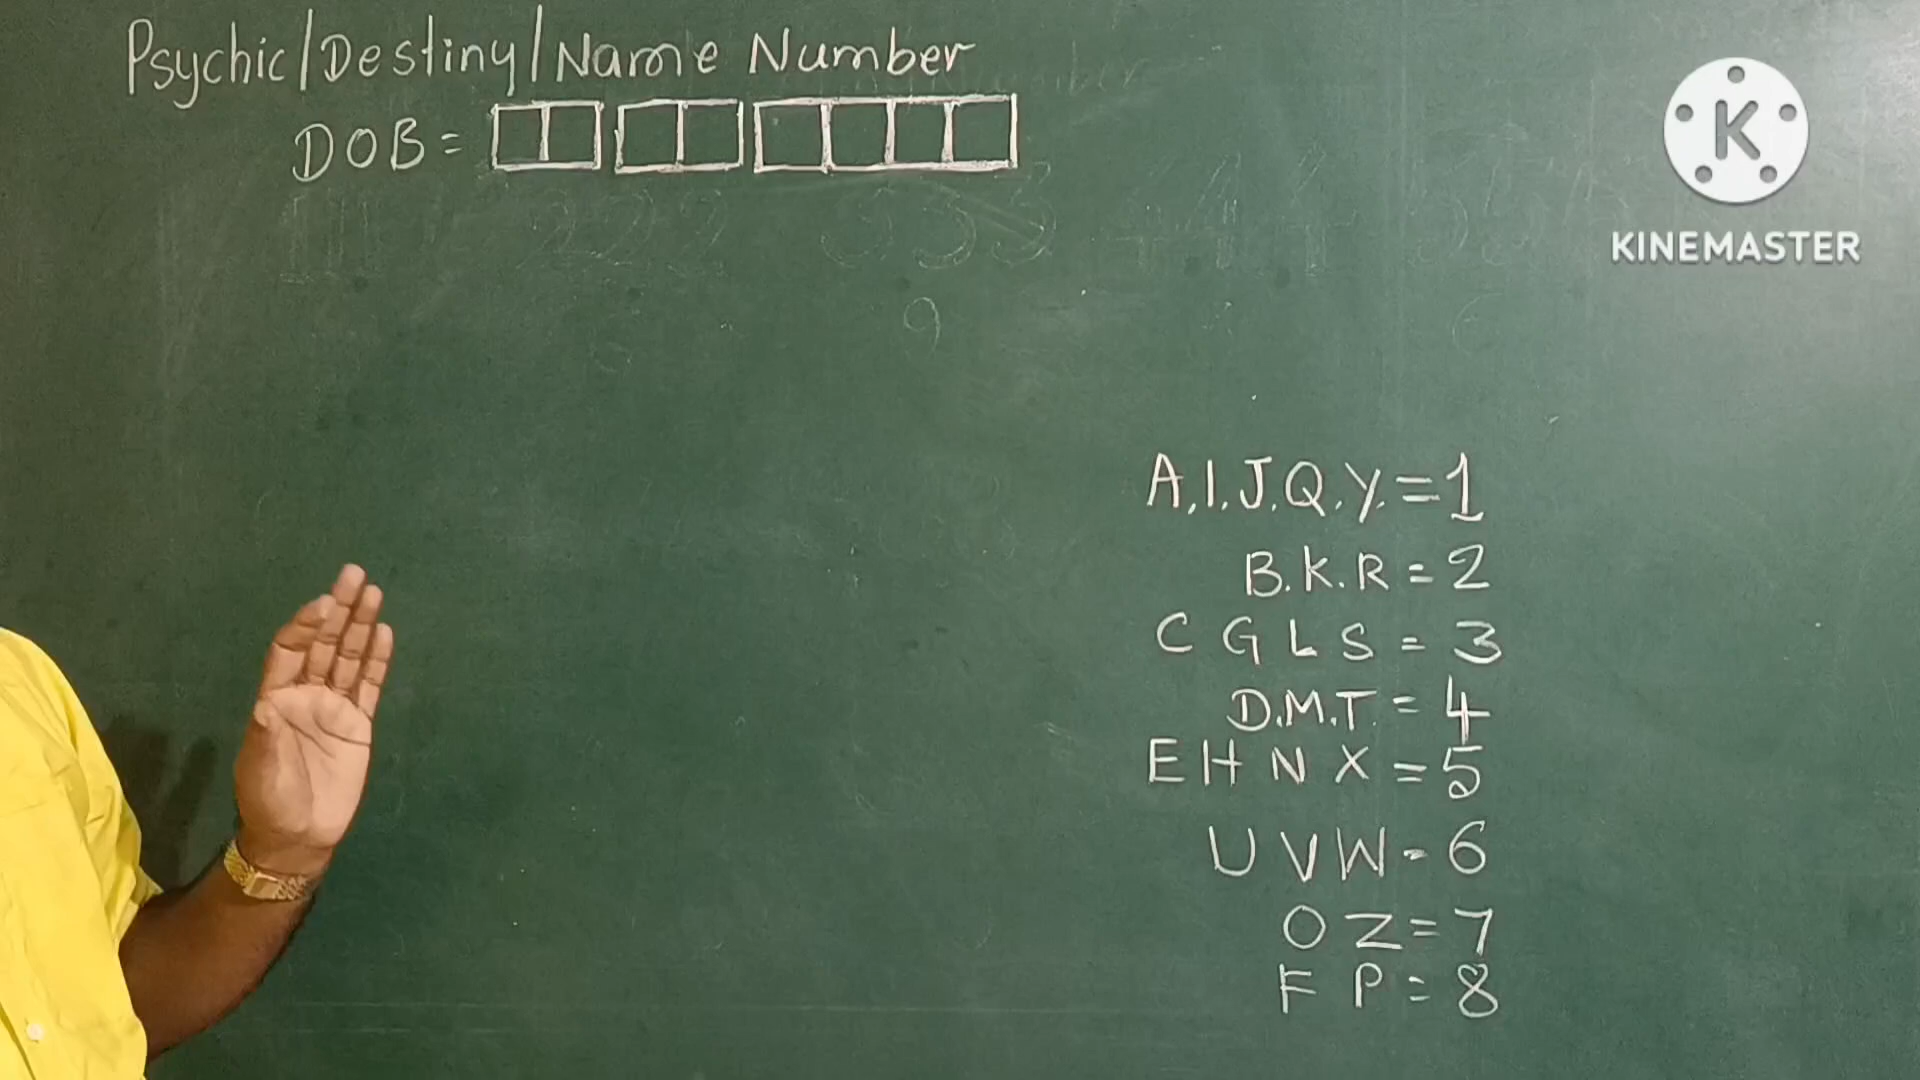 Psychic/Destiny/Name Number
DOB =
K
KINEMASTER
A.I.J.Q.Y.=1
B.K.R=2
C G L S = 3
D.M.T.=4
E H N X =5
U V W-6
O Z=7
F P=8